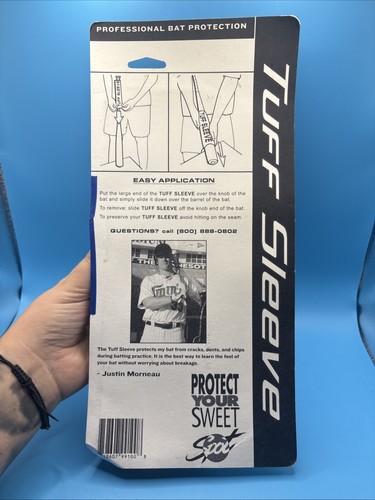 PROFESSIONAL BAT PROTECTION
TUFF SLEEVE
TUFF SLEEVE
TUFF Sleeve
EASY APPLICATION
Put the large end of the TUFF SLEEVE over the knob of the
bat and simply slide it down over the barrel of the bat.
To remove: slide TUFF SLEEVE off the knob end of the bat.
To preserve your TUFF SLEEVE avoid hitting on the seam.
QUESTIONS? call (800) 888-0802
Twins
The Tuff Sleeve protects my bat from cracks, dents, and chips
during batting practice. It is the best way to learn the feel of
your bat without worrying about breakage.
- Justin Morneau
PROTECT
YOUR
SWEET
Spot